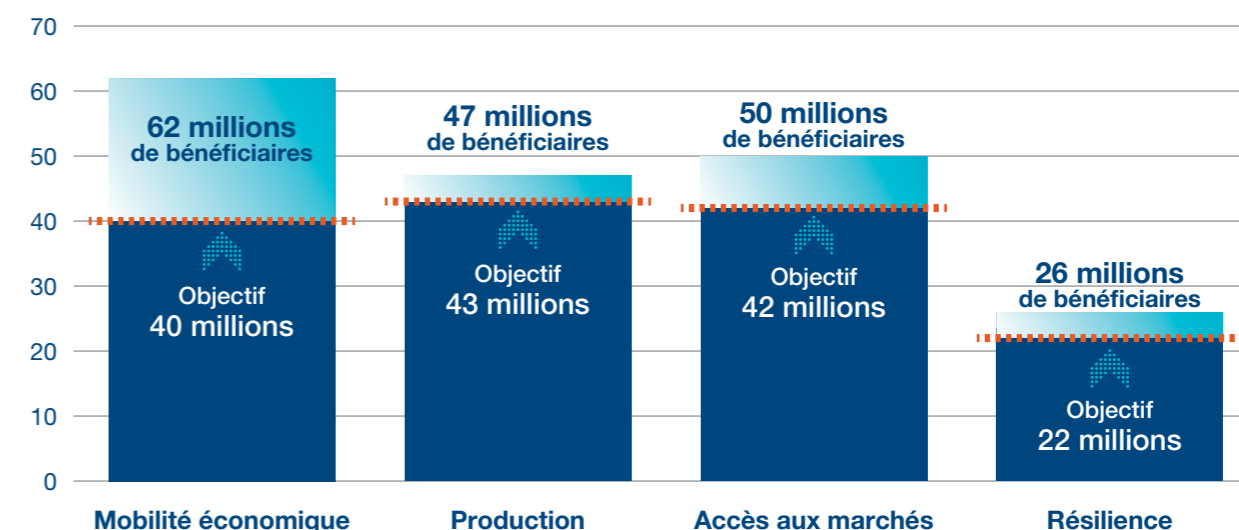 70
60
50
40
30
20
10
0
62 millions
de bénéficiaires
Objectif
40 millions
Mobilité économique
47 millions
de bénéficiaires
Objectif
43 millions
Production
50 millions
de bénéficiaires
Objectif
42 millions
Accès aux marchés
26 millions
de bénéficiaires
Objectif
22 millions
Résilience